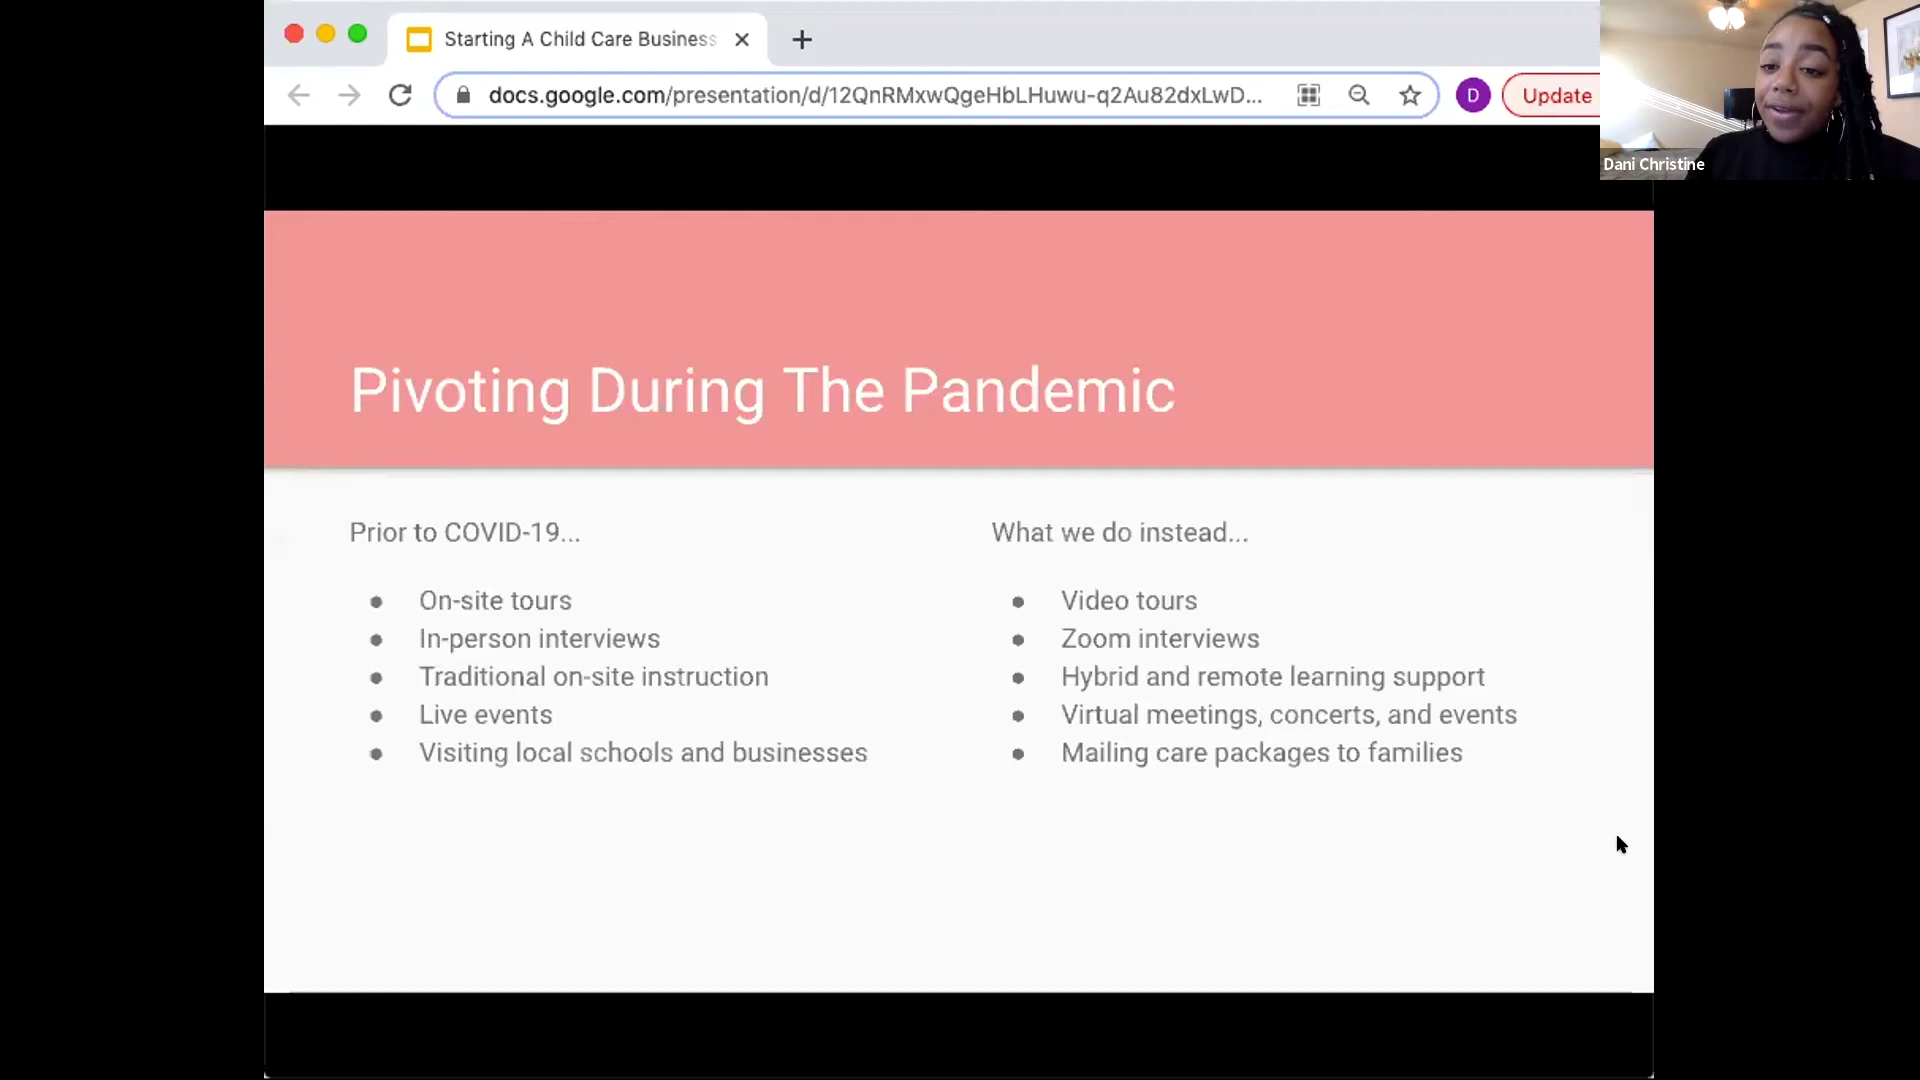 Starting A Child Care Business
docs.google.com/presentation/d/12QnRMxwQgeHbLHuwu-q2Au82dxLwD...
D
Update
Dani Christine
Pivoting During The Pandemic
Prior to COVID-19...
On-site tours
In-person interviews
Traditional on-site instruction
Live events
Visiting local schools and businesses
What we do instead...
Video tours
Zoom interviews
Hybrid and remote learning support
Virtual meetings, concerts, and events
Mailing care packages to families